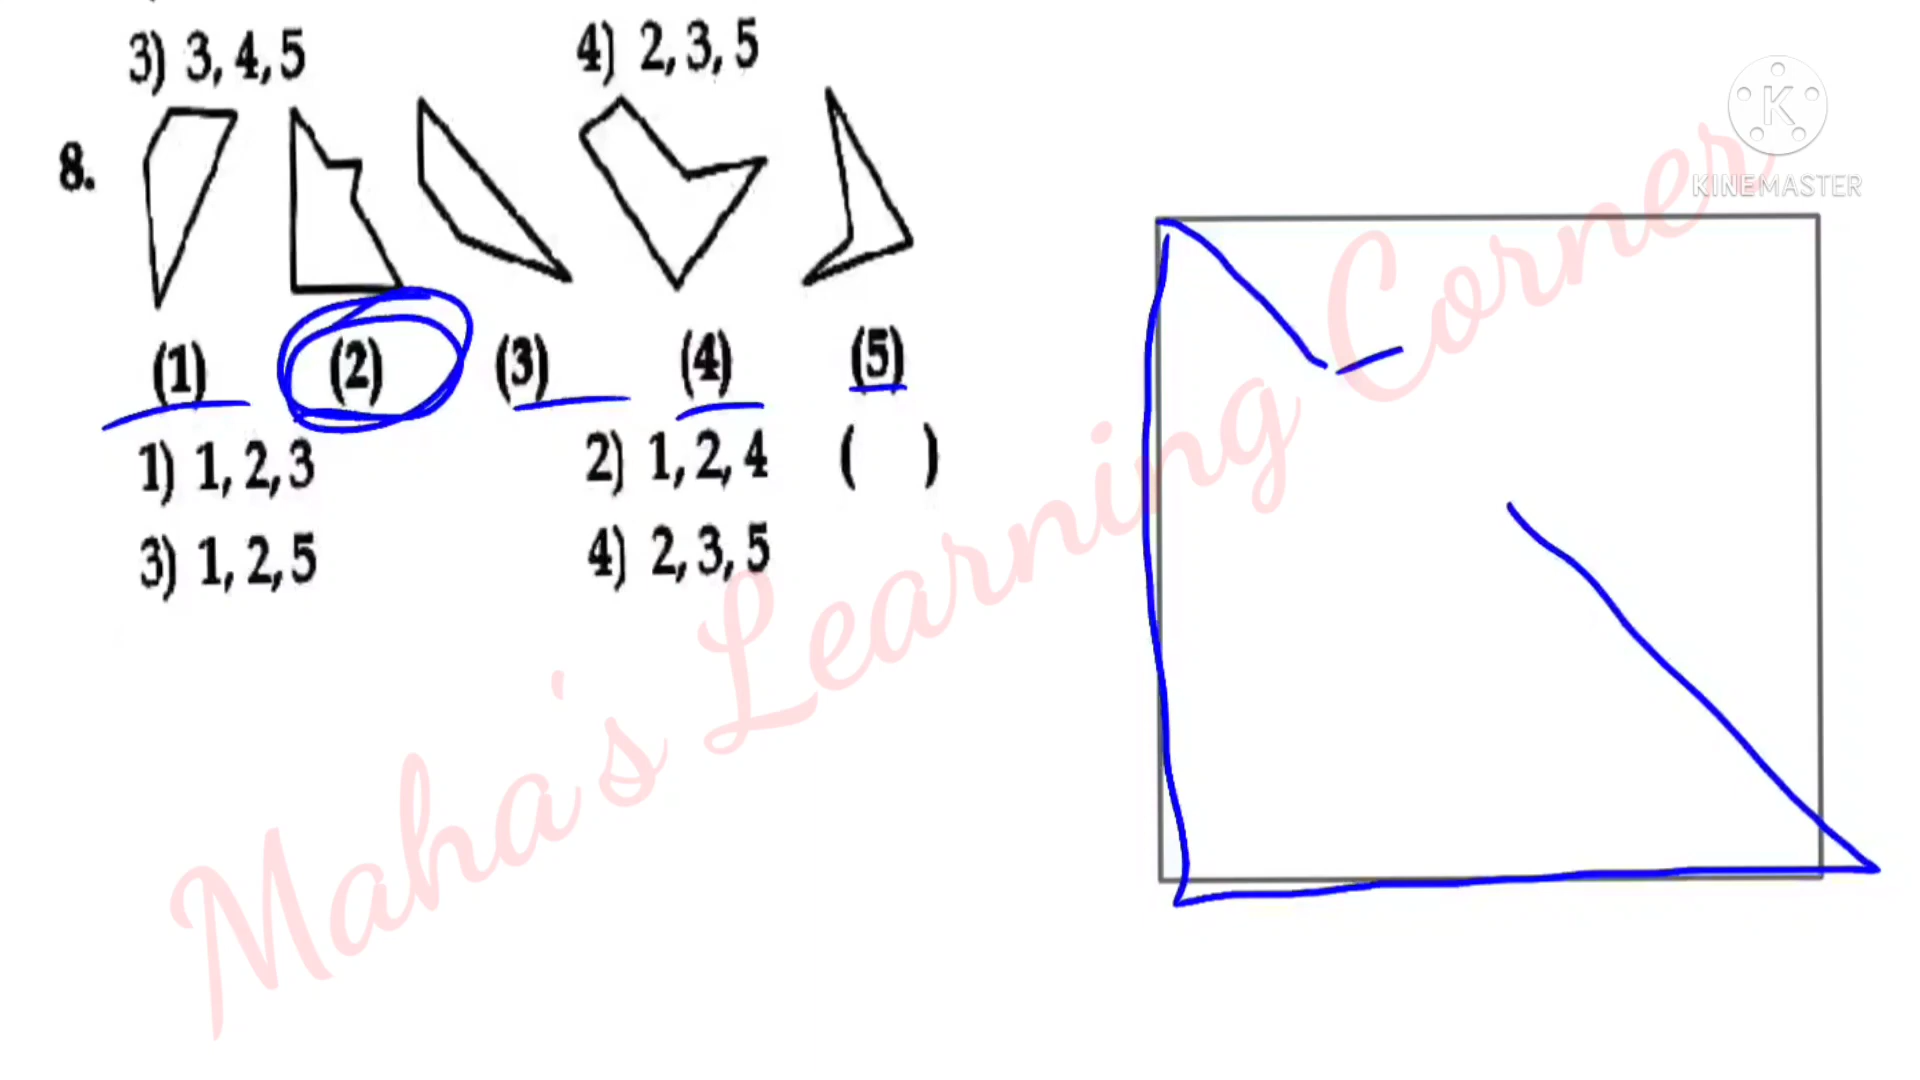 3) 3, 4, 5 4) 2, 3, 5
8.
(1) (2) (3) (4) (5)
1) 1, 2, 3 2) 1, 2, 4 ( )
3) 1, 2, 5 4) 2, 3, 5
K
KINEMASTER
Maha's Learning Corner